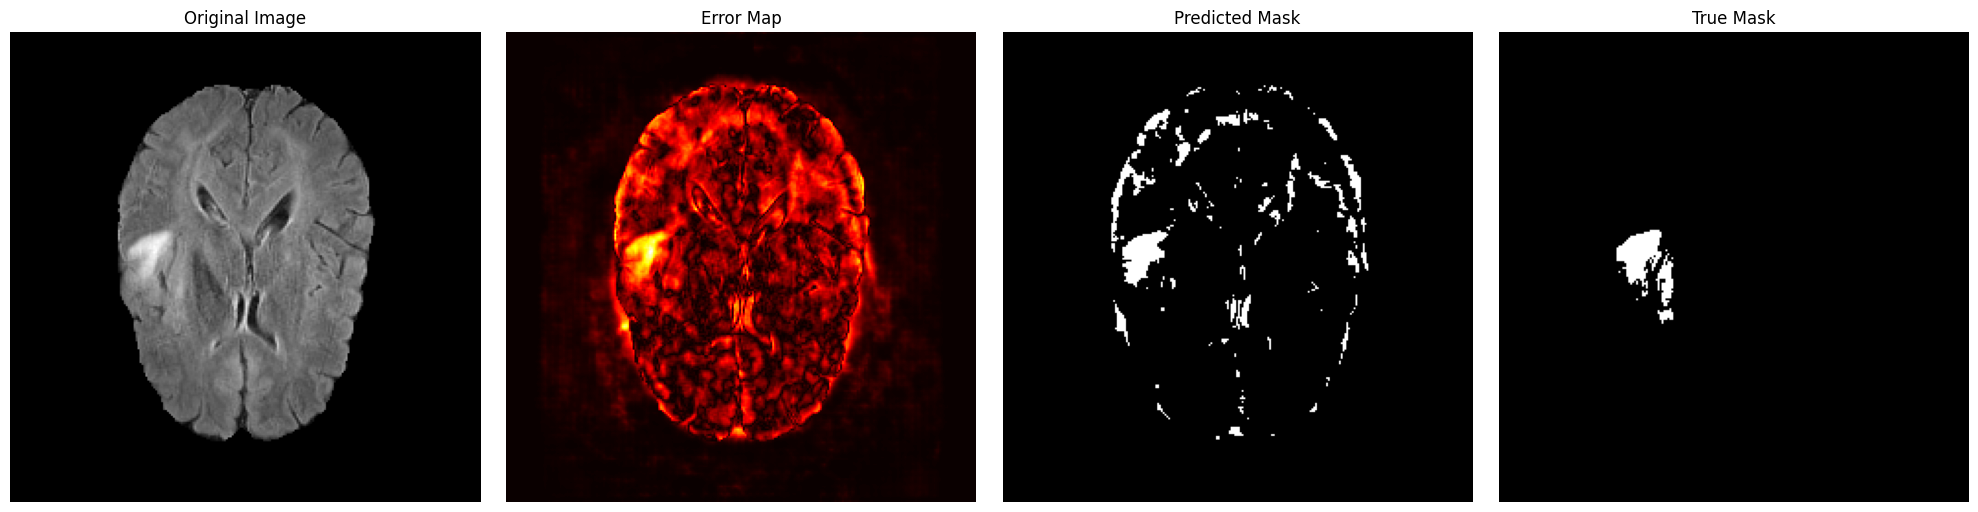 Original Image
Error Map
Predicted Mask
True Mask